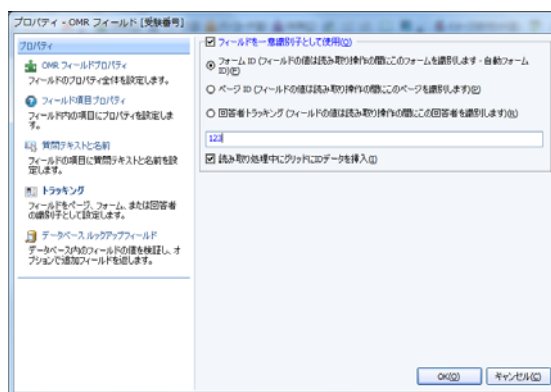 プロパティ - OMR フィールド [受験番号]
プロパティ
OMR フィールドプロパティ
フィールドのプロパティ全体を設定します。
フィールド項目プロパティ
フィールド内の項目にプロパティを設定しま
す。
質問テキストと名前
フィールドの項目に質問テキストと名前を設
定します。
トラッキング
フィールドをページ、フォーム、または回答者
の識別子として設定します。
データベース ルックアップフィールド
データベース内のフィールドの値を検証し、オ
プションで追加フィールドを返します。
フィールドを一意識別子として使用(O)
フォーム ID (フィールドの値は読み取り操作の間にこのフォームを識別します - 自動フォーム
ID)(F)
ページ ID (フィールドの値は読み取り操作の間にこのページを識別します)(P)
回答者トラッキング (フィールドの値は読み取り操作の間にこの回答者を識別します)(R)
123
読み取り処理中にグリッドにIDデータを挿入(I)
OK(O)
キャンセル(C)